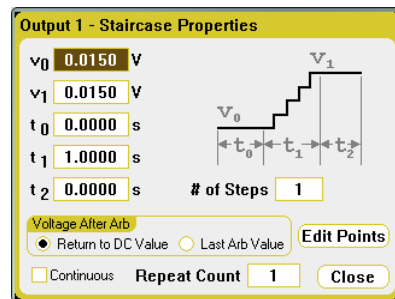 Output 1 - Staircase Properties
v0 0.0150 V
v1 0.0150 V
t0 0.0000 s
t1 1.0000 s
t2 0.0000 s
V1
V0
t0 t1 t2
# of Steps 1
Voltage After Arb
Return to DC Value Last Arb Value
Edit Points
Continuous Repeat Count 1 Close